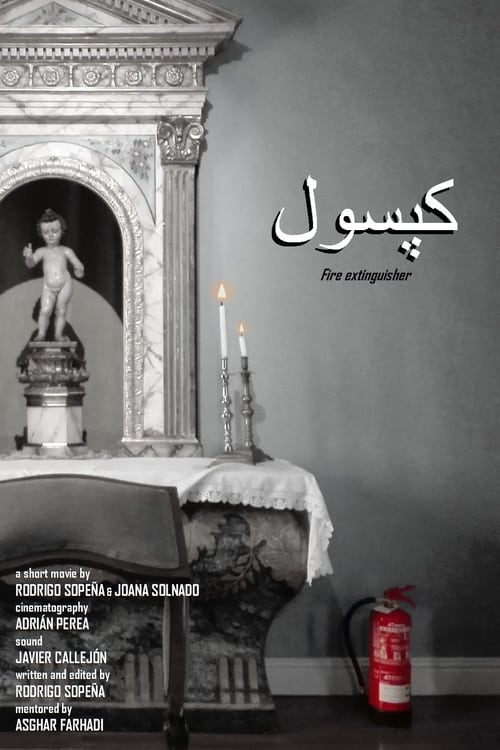 کپسول
Fire extinguisher
a short movie by
RODRIGO SOPEÑA & JOANA SOLNADO
cinematography
ADRIÁN PEREA
sound
JAVIER CALLEJÓN
written and edited by
RODRIGO SOPEÑA
mentored by
ASGHAR FARHADI